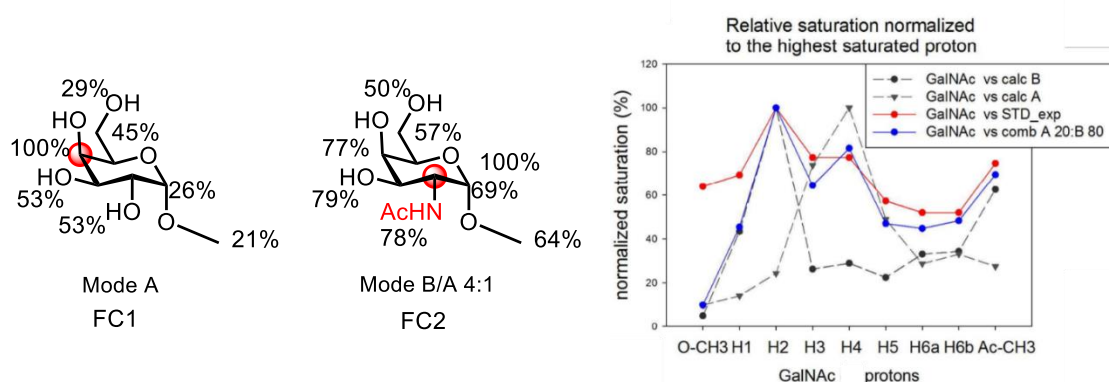 29%
HO
OH
45%
100%
O
HO
26%
53%
53%
HO
O
21%
Mode A
FC1
50%
HO
OH
57%
77%
O
100%
HO
69%
79%
AcHN
O
78%
64%
Mode B/A 4:1
FC2
Relative saturation normalized
to the highest saturated proton
GalNAc vs calc B
GalNAc vs calc A
GalNAc vs STD_exp
GalNAc vs comb A 20:B 80
normalized saturation (%)
120
100
80
60
40
20
0
O-CH3 H1 H2 H3 H4 H5 H6a H6b Ac-CH3
GalNAc protons